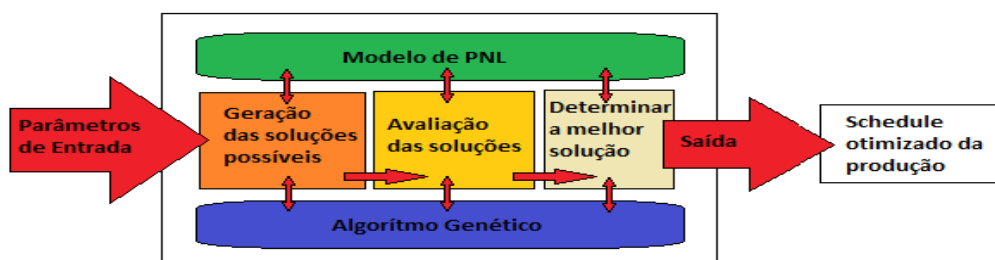 Modelo de PNL
Parâmetros
de Entrada
Geração
das soluções
possíveis
Avaliação
das soluções
Determinar
a melhor
solução
Saída
Schedule
otimizado da
produção
Algorítmo Genético